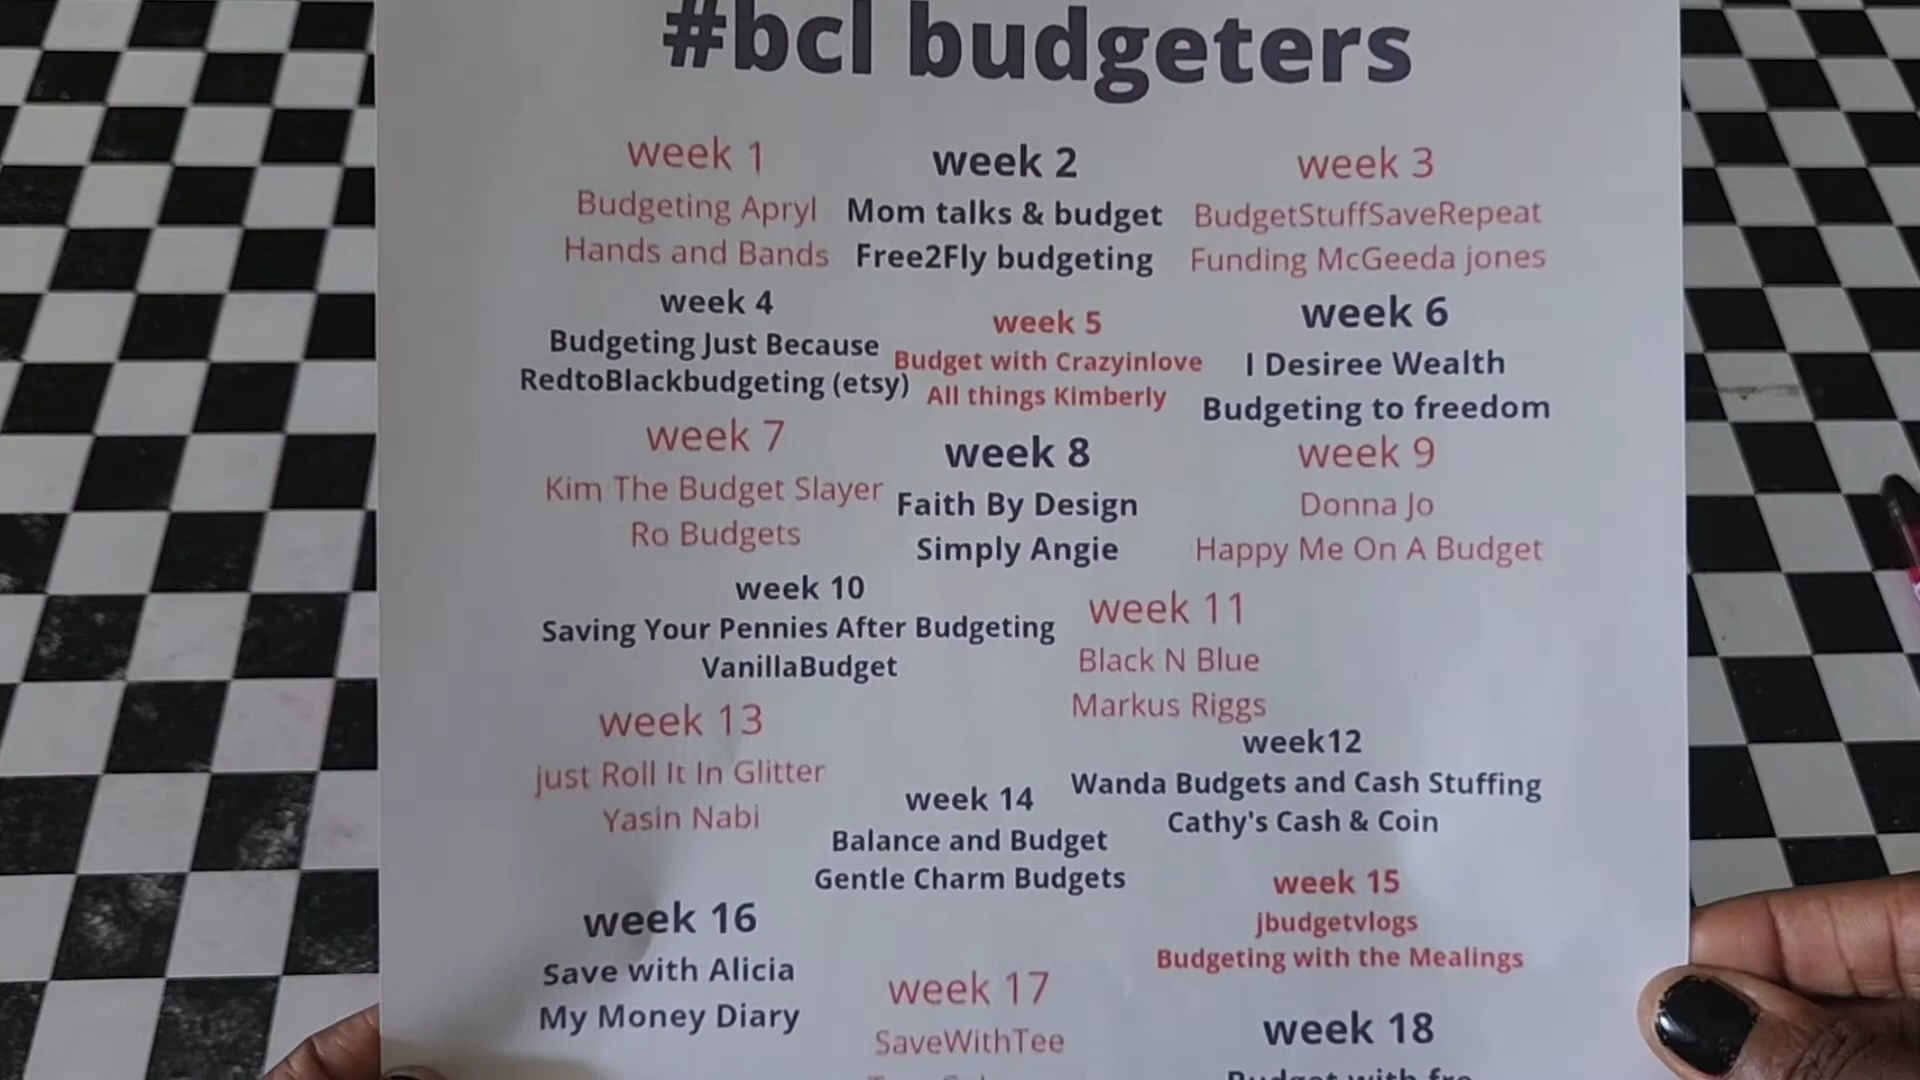 #bcl budgeters
week 1
Budgeting Apryl
Hands and Bands
week 2
Mom talks & budget
Free2Fly budgeting
week 3
BudgetStuffSaveRepeat
Funding McGeeda jones
week 4
Budgeting Just Because
RedtoBlackbudgeting (etsy)
week 5
Budget with Crazyinlove
All things Kimberly
week 6
I Desiree Wealth
Budgeting to freedom
week 7
Kim The Budget Slayer
Ro Budgets
week 8
Faith By Design
Simply Angie
week 9
Donna Jo
Happy Me On A Budget
week 10
Saving Your Pennies After Budgeting
VanillaBudget
week 11
Black N Blue
Markus Riggs
week12
Wanda Budgets and Cash Stuffing
Cathy's Cash & Coin
week 13
just Roll It In Glitter
Yasin Nabi
week 14
Balance and Budget
Gentle Charm Budgets
week 15
jbudgetvlogs
Budgeting with the Mealings
week 16
Save with Alicia
My Money Diary
week 17
SaveWithTee
week 18
Budget with